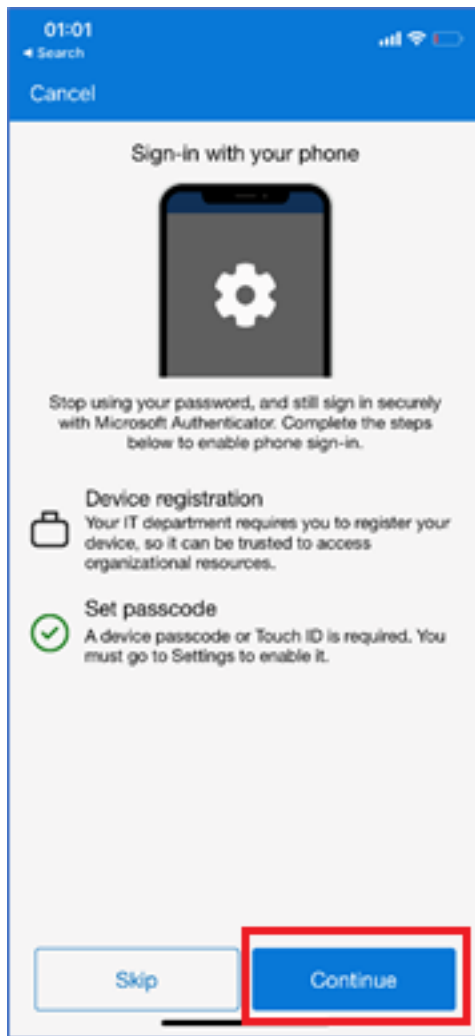 01:01
Search
Cancel
Sign-in with your phone
Stop using your password, and still sign in securely
with Microsoft Authenticator. Complete the steps
below to enable phone sign-in.
Device registration
Your IT department requires you to register your
device, so it can be trusted to access
organizational resources.
Set passcode
A device passcode or Touch ID is required. You
must go to Settings to enable it.
Skip
Continue